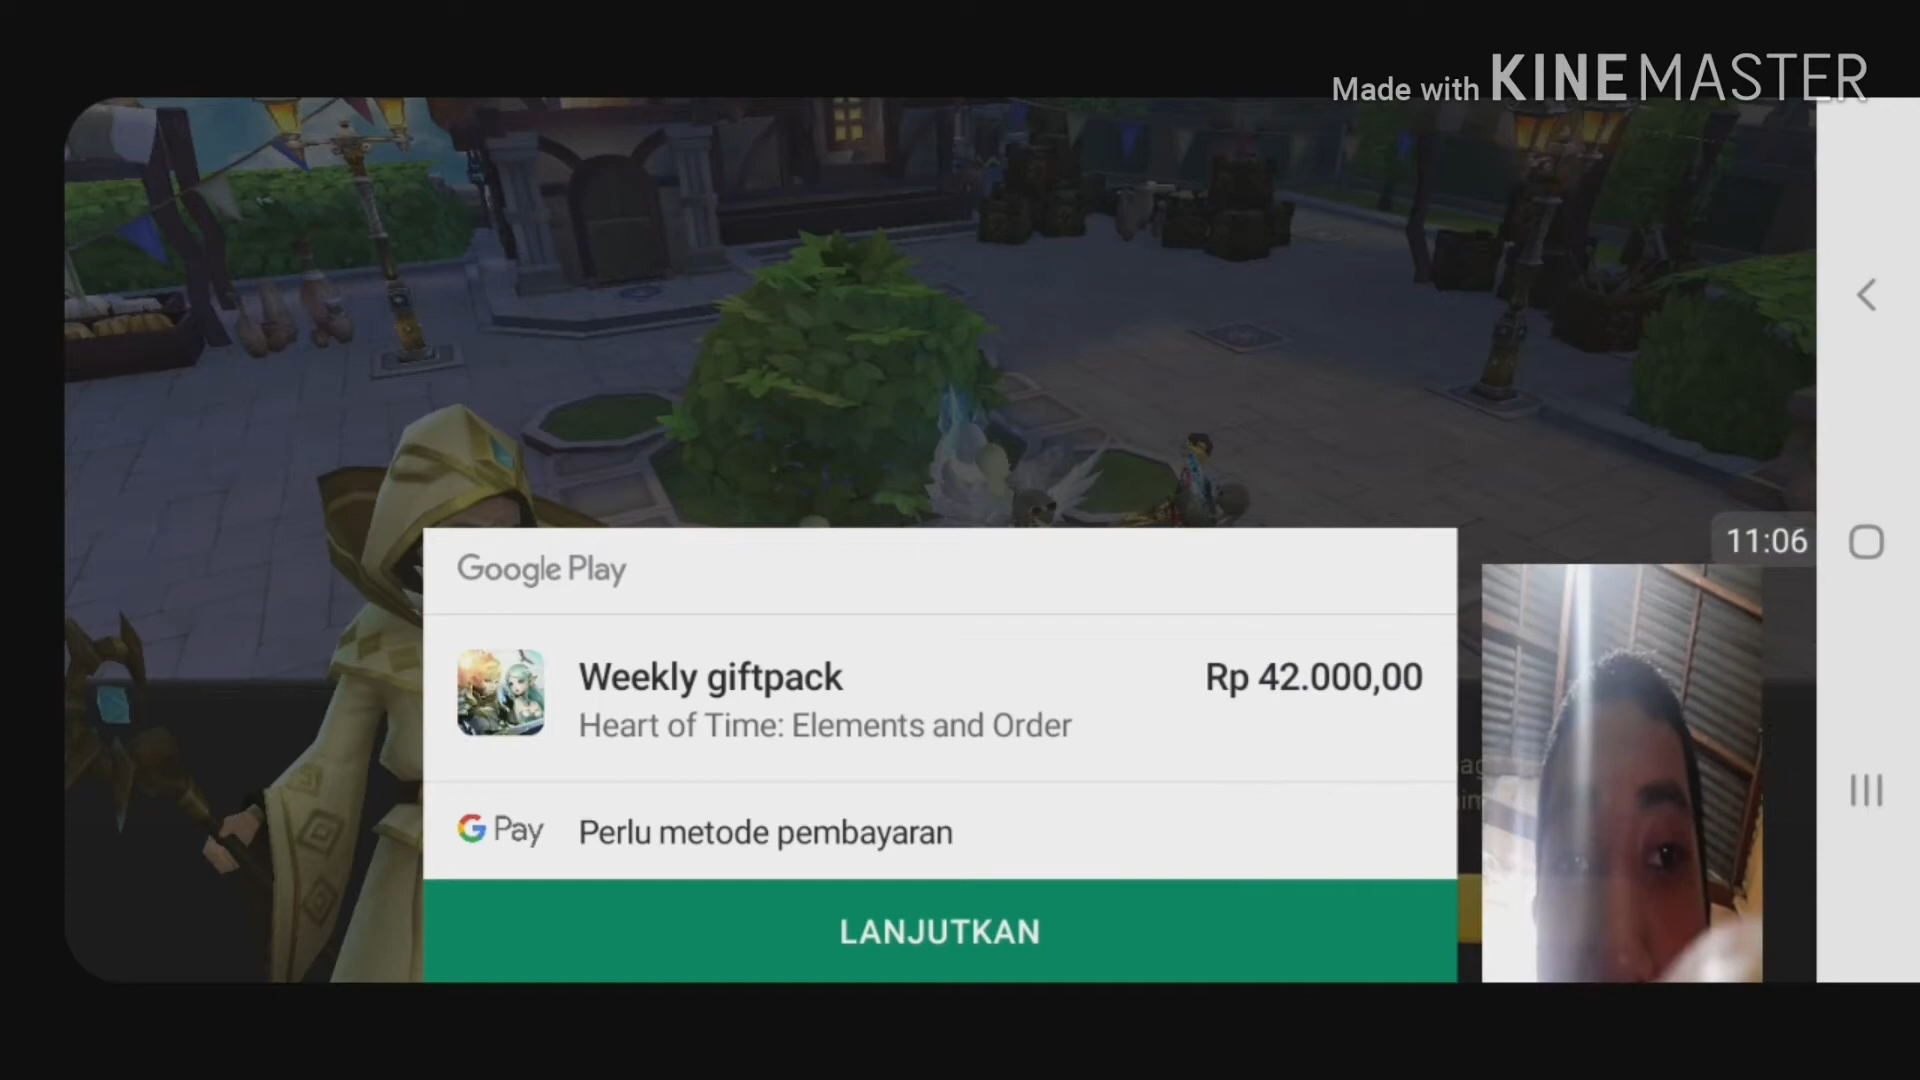 Made with KINEMASTER
11:06
Google Play
Weekly giftpack
Rp 42.000,00
Heart of Time: Elements and Order
G Pay
Perlu metode pembayaran
LANJUTKAN